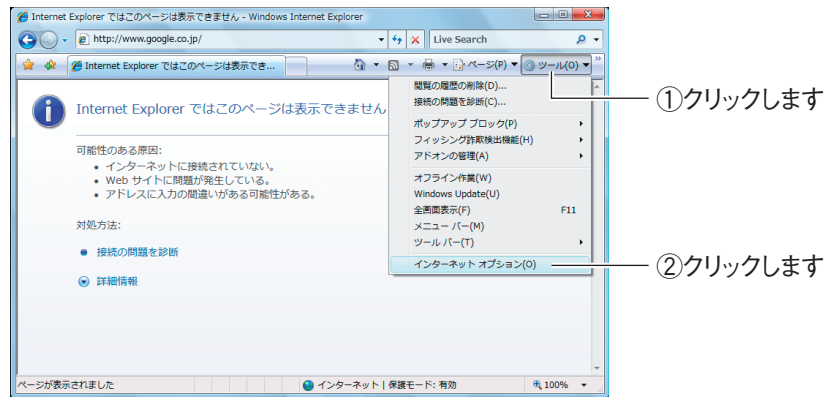 Internet Explorer ではこのページは表示できません - Windows Internet Explorer
http://www.google.co.jp/
Live Search
Internet Explorer ではこのページは表示でき...
ページ(P)
ツール(O)
Internet Explorer ではこのページは表示できません
可能性のある原因:
• インターネットに接続されていない。
• Web サイトに問題が発生している。
• アドレスに入力の間違いがある可能性がある。
対処方法:
接続の問題を診断
詳細情報
閲覧の履歴の削除(D)...
接続の問題を診断(C)...
ポップアップ ブロック(P)
フィッシング詐欺検出機能(H)
アドオンの管理(A)
オフライン作業(W)
Windows Update(U)
全画面表示(F) F11
メニュー バー(M)
ツール バー(T)
インターネット オプション(O)
①クリックします
②クリックします
ページが表示されました
インターネット | 保護モード: 有効
100%